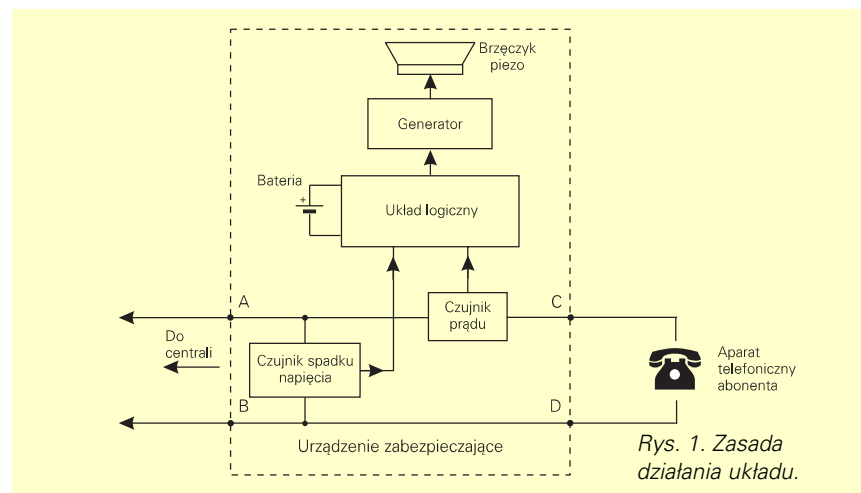 Brzęczyk
piezo
Generator
Bateria
+
Układ logiczny
A
Czujnik
prądu
C
Do
centrali
Czujnik spadku
napięcia
Aparat
telefoniczny
abonenta
B
D
Urządzenie zabezpieczające
Rys. 1. Zasada
działania układu.